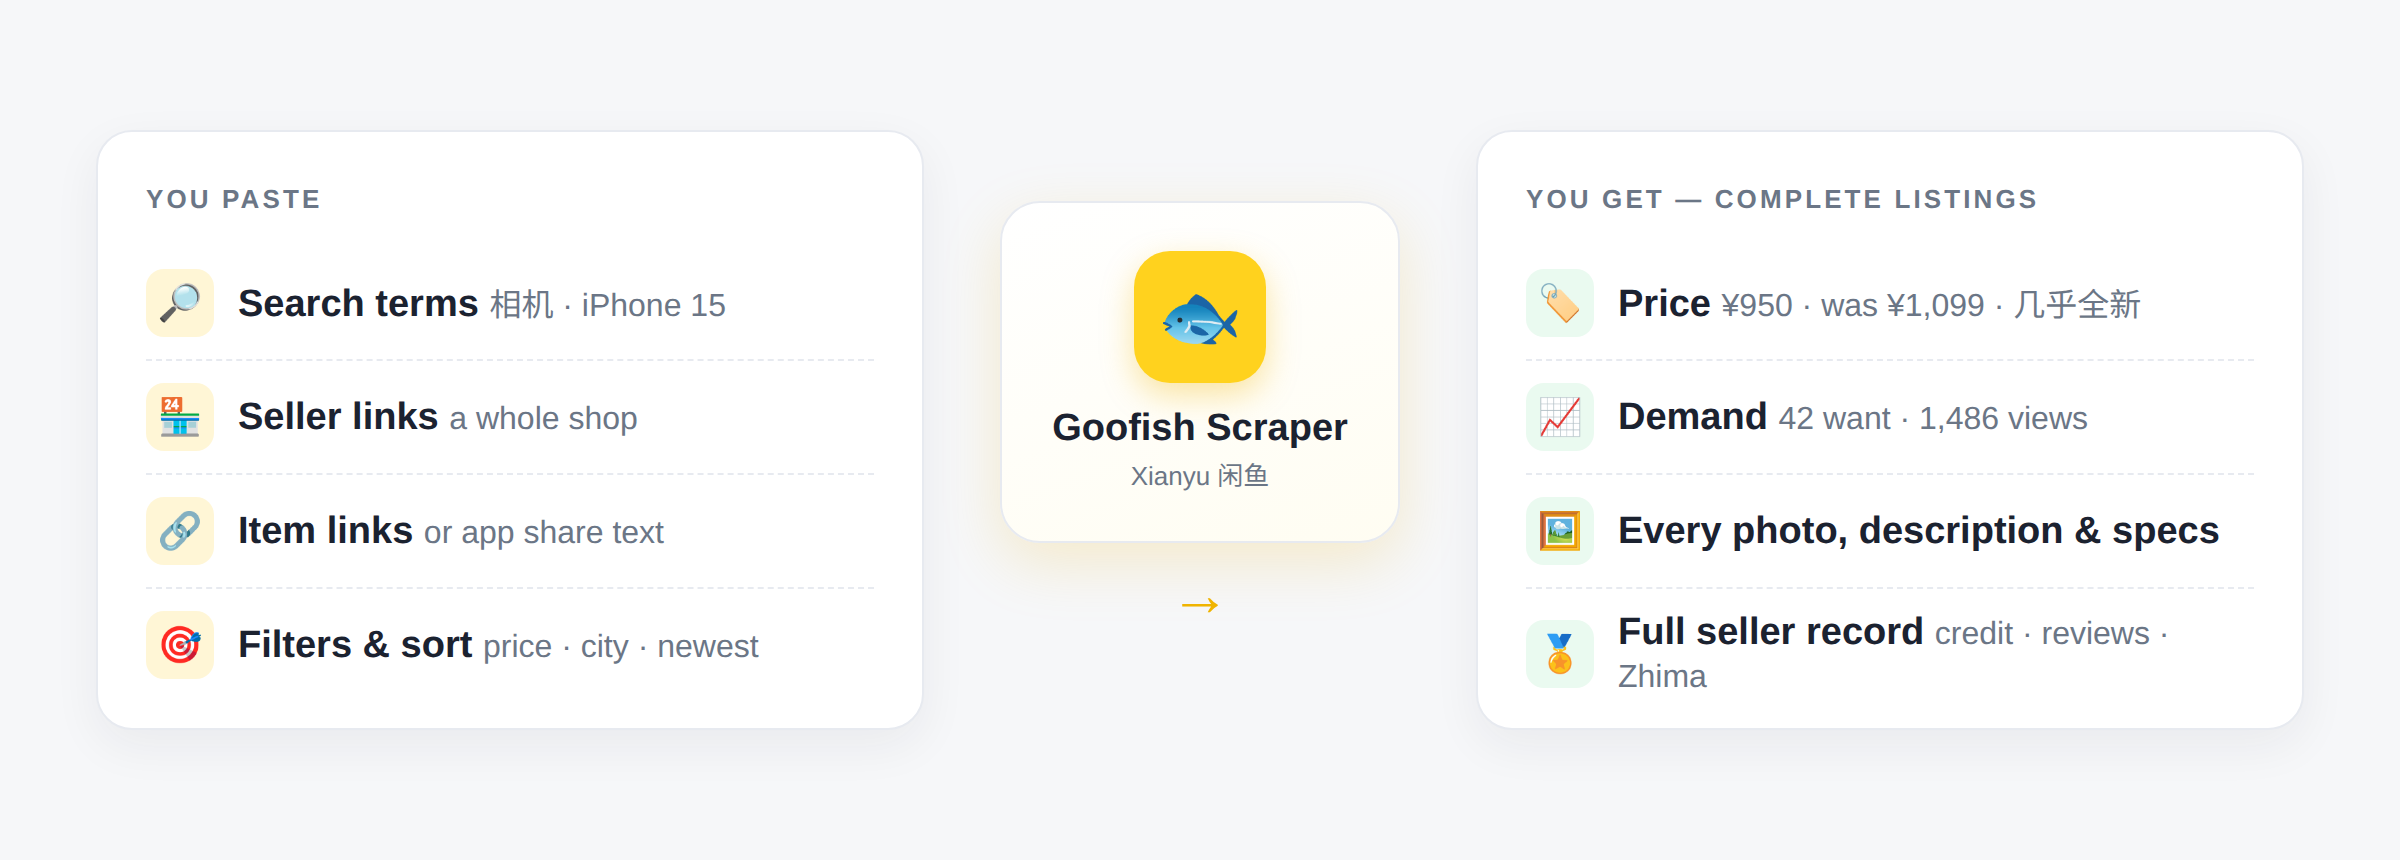 YOU PASTE
Search terms 相机 · iPhone 15
Seller links a whole shop
Item links or app share text
Filters & sort price · city · newest
Goofish Scraper
Xianyu 闲鱼
→
YOU GET — COMPLETE LISTINGS
Price ¥950 · was ¥1,099 · 几乎全新
Demand 42 want · 1,486 views
Every photo, description & specs
Full seller record credit · reviews ·
Zhima